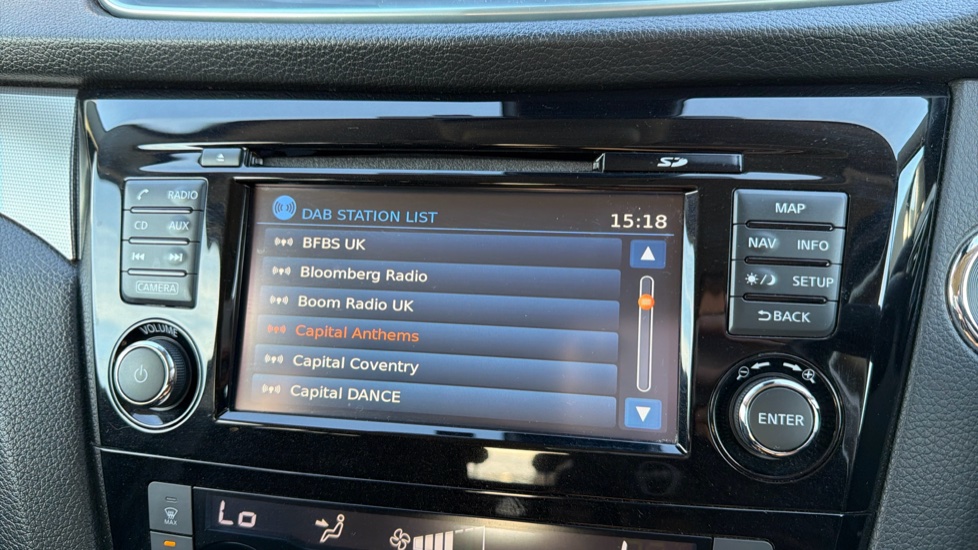 SD
RADIO
CD AUX
CAMERA
VOLUME
DAB STATION LIST 15:18
BFBS UK
Bloomberg Radio
Boom Radio UK
Capital Anthems
Capital Coventry
Capital DANCE
MAP
NAV INFO
SETUP
BACK
ENTER
MAX
Lo